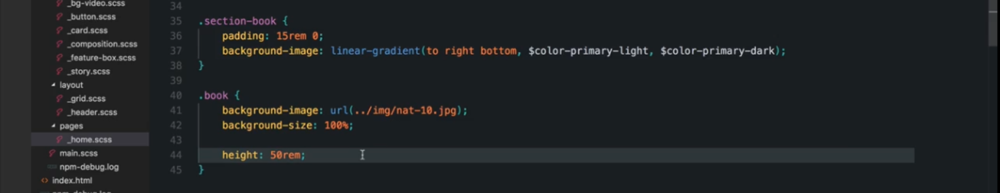 _bg-video.scss
_button.scss
_card.scss
_composition.scss
_feature-box.scss
_story.scss
layout
_grid.scss
_header.scss
pages
_home.scss
main.scss
npm-debug.log
index.html
npm-debug.log
34
35 .section-book {
36 padding: 15rem 0;
37 background-image: linear-gradient(to right bottom, $color-primary-light, $color-primary-dark);
38 }
39
40 .book {
41 background-image: url(../img/nat-10.jpg);
42 background-size: 100%;
43
44 height: 50rem;
45 }